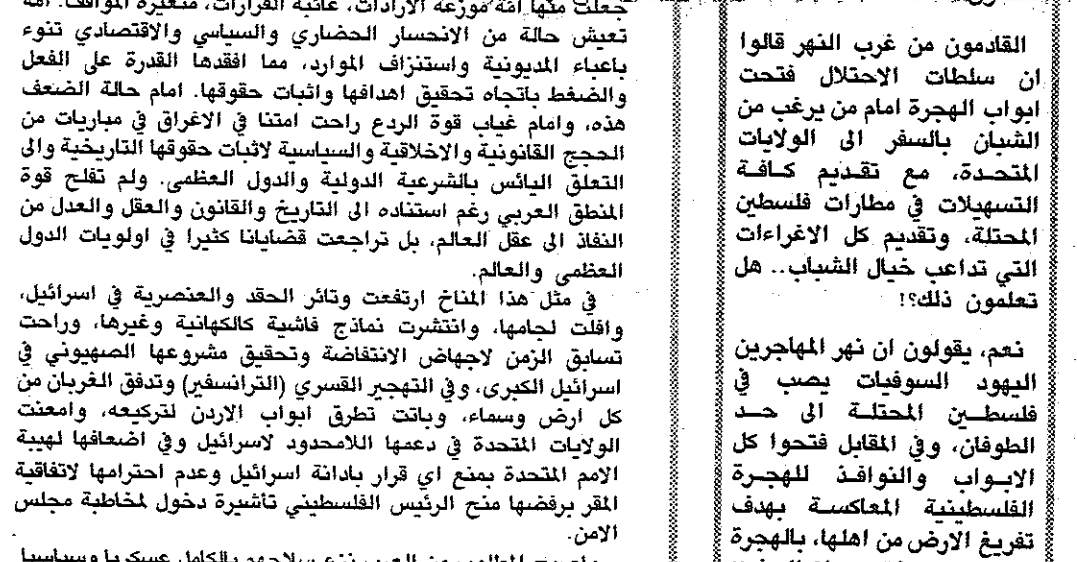 القادمون من غرب النهر قالوا
ان سلطات الاحتلال فتحت
ابواب الهجرة امام من يرغب من
الشبان بالسفر الى الولايات
المتحدة، مع تقديم كافة
التسهيلات في مطارات فلسطين
المحتلة، وتقديم كل الاغراءات
التي تداعب خيال الشباب.. هل
تعلمون ذلك؟!
نعم، يقولون ان نهر المهاجرين
اليهود السوفيات يصب في
فلسطين المحتلة الى حد
الطوفان، وفي المقابل فتحوا كل
الابواب والنوافذ للهجرة
الفلسطينية المعاكسة بهدف
تفريغ الارض من اهلها، بالهجرة
جعلت منها امة موزعة الارادات، غائبة القرارات، متغيرة المواقف. امة
تعيش حالة من الانحسار الحضاري والسياسي والاقتصادي تنوء
باعباء المديونية واستنزاف الموارد، مما افقدها القدرة على الفعل
والضغط باتجاه تحقيق اهدافها واثبات حقوقها. امام حالة الضعف
هذه، وامام غياب قوة الردع راحت امتنا في الاغراق في مباريات من
الحجج القانونية والاخلاقية والسياسية لاثبات حقوقها التاريخية والى
التعلق اليائس بالشرعية الدولية والدول العظمى. ولم تفلح قوة
المنطق العربي رغم استناده الى التاريخ والقانون والعقل والعدل من
النفاذ الى عقل العالم، بل تراجعت قضايانا كثيرا في اولويات الدول
العظمى والعالم.
في مثل هذا المناخ ارتفعت وتائر الحقد والعنصرية في اسرائيل،
وافلت لجامها، وانتشرت نماذج فاشية كالكهانية وغيرها، وراحت
تسابق الزمن لاجهاض الانتفاضة وتحقيق مشروعها الصهيوني في
اسرائيل الكبرى، وفي التهجير القسري (الترانسفير) وتدفق الغربان من
كل ارض وسماء، وباتت تطرق ابواب الاردن لتركيعه، وامعنت
الولايات المتحدة في دعمها اللامحدود لاسرائيل وفي اضعافها لهيبة
الامم المتحدة بمنع اي قرار بادانة اسرائيل وعدم احترامها لاتفاقية
المقر برفضها منح الرئيس الفلسطيني تأشيرة دخول لمخاطبة مجلس
الامن.
المطلوب من العرب نزع سلاحهم بالكامل عسكريا وسياسيا